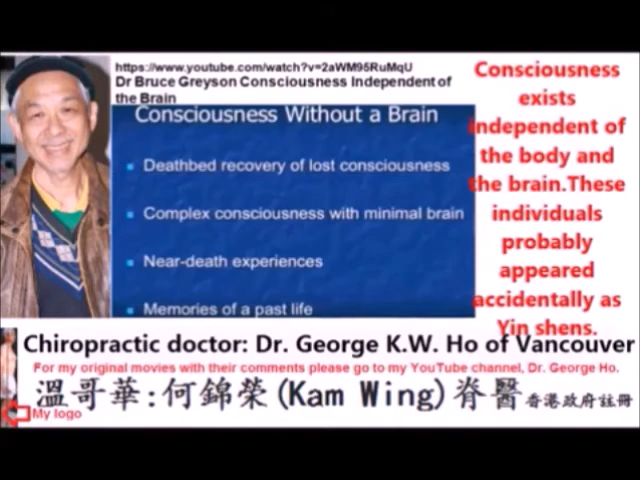 https://www.youtube.com/watch?v=2aWM95RuMqU
Dr Bruce Greyson Consciousness Independent of
the Brain
Consciousness Without a Brain
Deathbed recovery of lost consciousness
Complex consciousness with minimal brain
Near-death experiences
Memories of a past life
Consciousness
exists
independent of
the body and
the brain.These
individuals
probably
appeared
accidentally as
Yin shens.
Chiropractic doctor: Dr. George K.W. Ho of Vancouver
For my original movies with their comments please go to my YouTube channel, Dr. George Ho.
溫哥華:何錦榮(Kam Wing)脊醫香港政府註冊
My logo